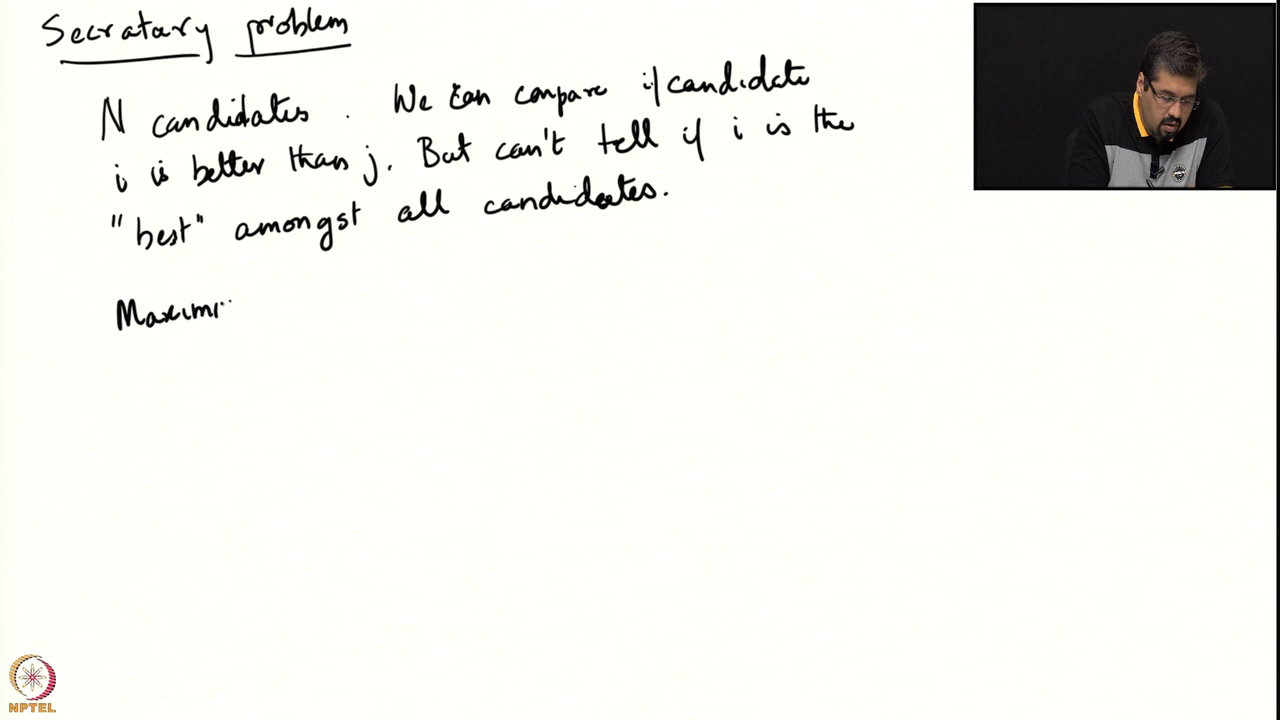 Secratary problem
N candidates. We can compare if candidate
i is better than j. But can't tell if i is the
"best" amongst all candidates.
Maximi
NPTEL